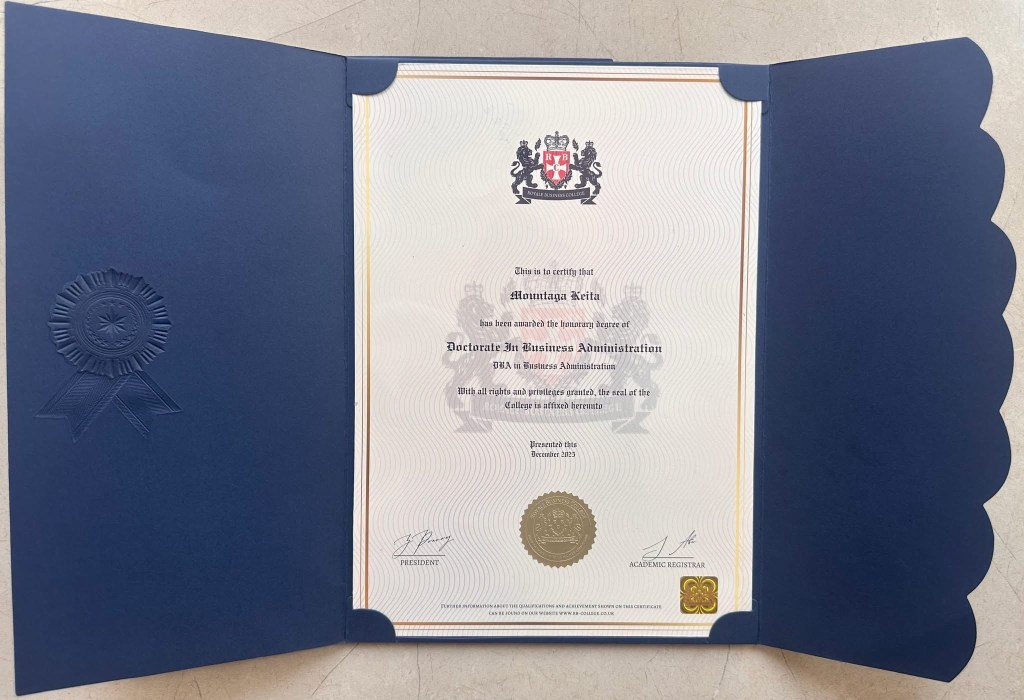 R B
C
ROYALE BUSINESS COLLEGE
This is to certify that
Mountaga Keita
has been awarded the honorary degree of
Doctorate In Business Administration
DBA in Business Administration
With all rights and privileges granted, the seal of the
College is affixed hereunto
Presented this
December 2025
PRESIDENT
ACADEMIC REGISTRAR
FURTHER INFORMATION ABOUT THE QUALIFICATIONS AND ACHIEVEMENT SHOWN ON THIS CERTIFICATE
CAN BE FOUND ON OUR WEBSITE WWW.RB-COLLEGE.CO.UK